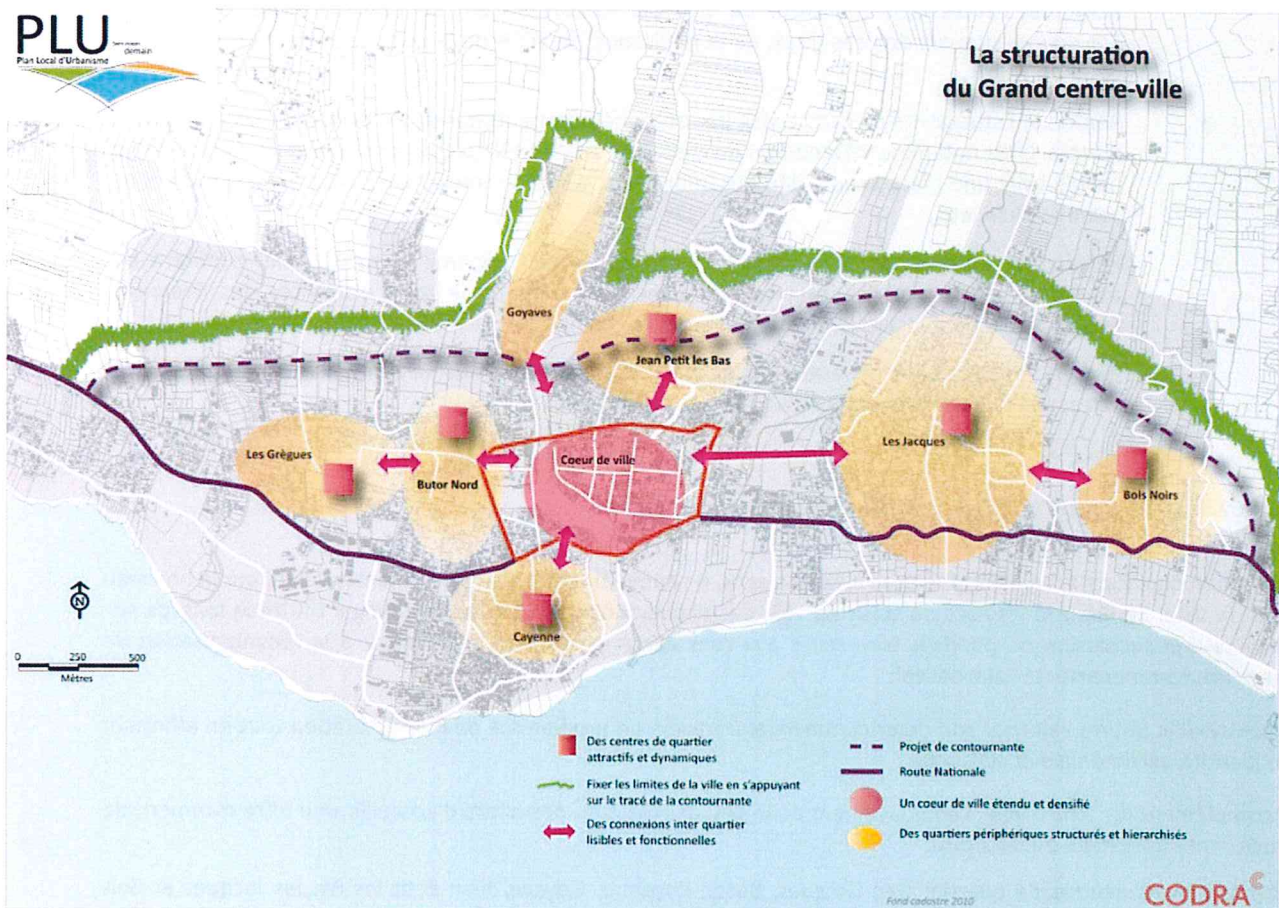 PLU
demain
Plan Local d'Urbanisme
La structuration
du Grand centre-ville
Goyaves
Jean Petit les Bas
Les Grègues
Butor Nord
Coeur de ville
Les Jacques
Bois Noirs
Cayenne
N
0 250 500
Mètres
Des centres de quartier
attractifs et dynamiques
Fixer les limites de la ville en s'appuyant
sur le tracé de la contournante
Des connexions inter quartier
lisibles et fonctionnelles
Projet de contournante
Route Nationale
Un coeur de ville étendu et densifié
Des quartiers périphériques structurés et hierarchisés
CODRA
Fond cadastre 2010